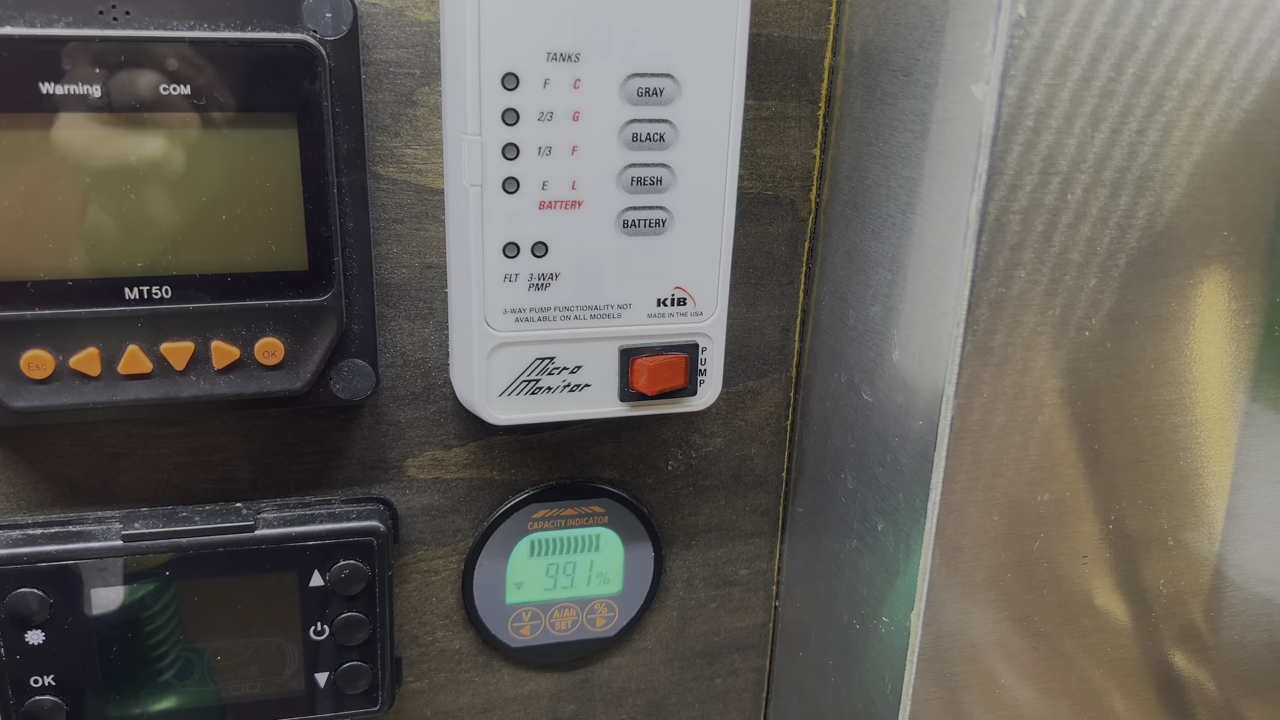 Warning COM
MT50
Esc OK
TANKS
F C
2/3 G
1/3 F
E L
BATTERY
GRAY
BLACK
FRESH
BATTERY
FLT 3-WAY
PMP
3-WAY PUMP FUNCTIONALITY NOT
AVAILABLE ON ALL MODELS
KiB
MADE IN THE USA
Micro
Monitor
PUMP
CAPACITY INDICATOR
99.1%
V A/Ah %
SET
OK